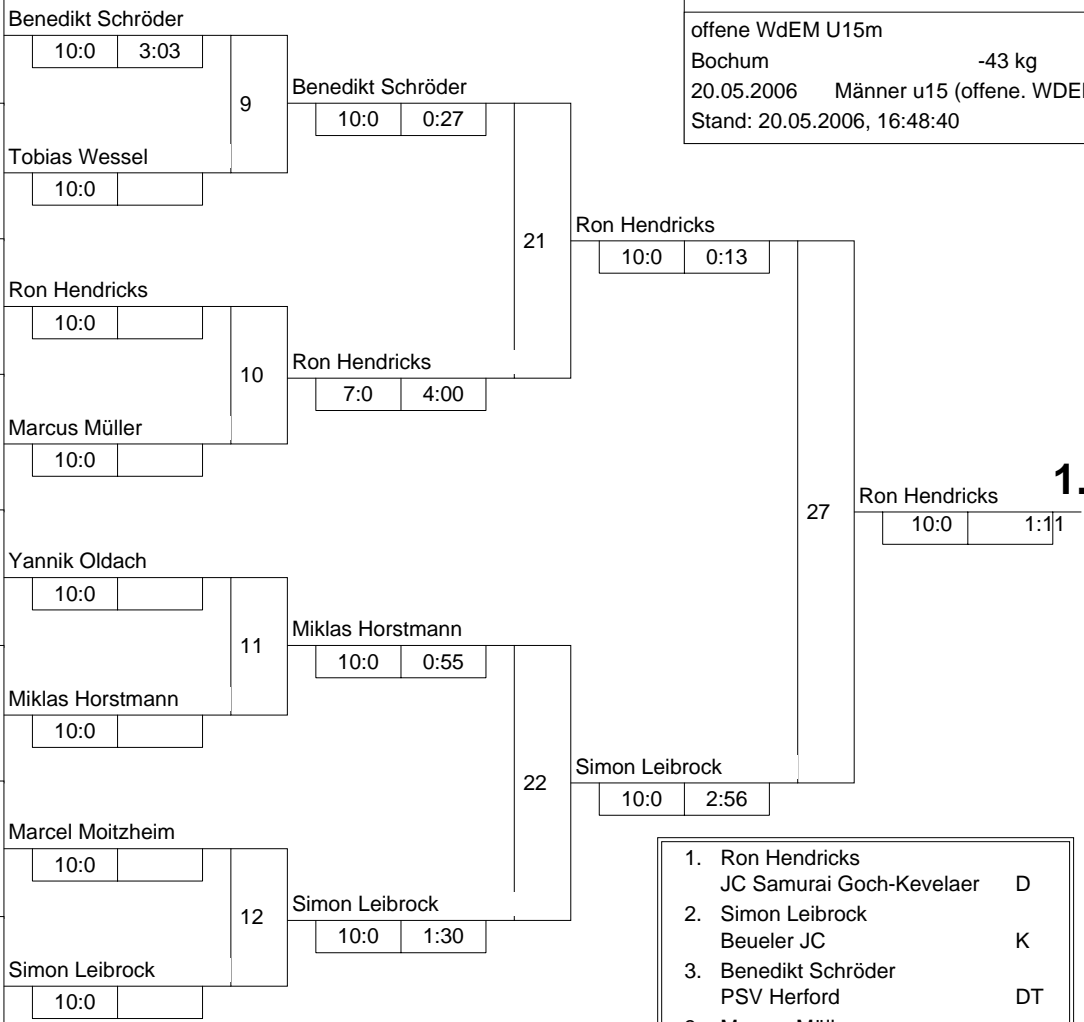 Benedikt Schröder
10:0 3:03
9
Tobias Wessel
10:0
Ron Hendricks
10:0
10
Marcus Müller
10:0
Yannik Oldach
10:0
11
Miklas Horstmann
10:0
Marcel Moitzheim
10:0
12
Simon Leibrock
10:0
Benedikt Schröder
10:0 0:27
21
Ron Hendricks
7:0 4:00
Miklas Horstmann
10:0 0:55
22
Simon Leibrock
10:0 1:30
Ron Hendricks
10:0 0:13
27
Simon Leibrock
10:0 2:56
Ron Hendricks 1.
10:0 1:11
offene WdEM U15m
Bochum -43 kg
20.05.2006 Männer u15 (offene. WDE
Stand: 20.05.2006, 16:48:40
1. Ron Hendricks
JC Samurai Goch-Kevelaer D
2. Simon Leibrock
Beueler JC K
3. Benedikt Schröder
PSV Herford DT